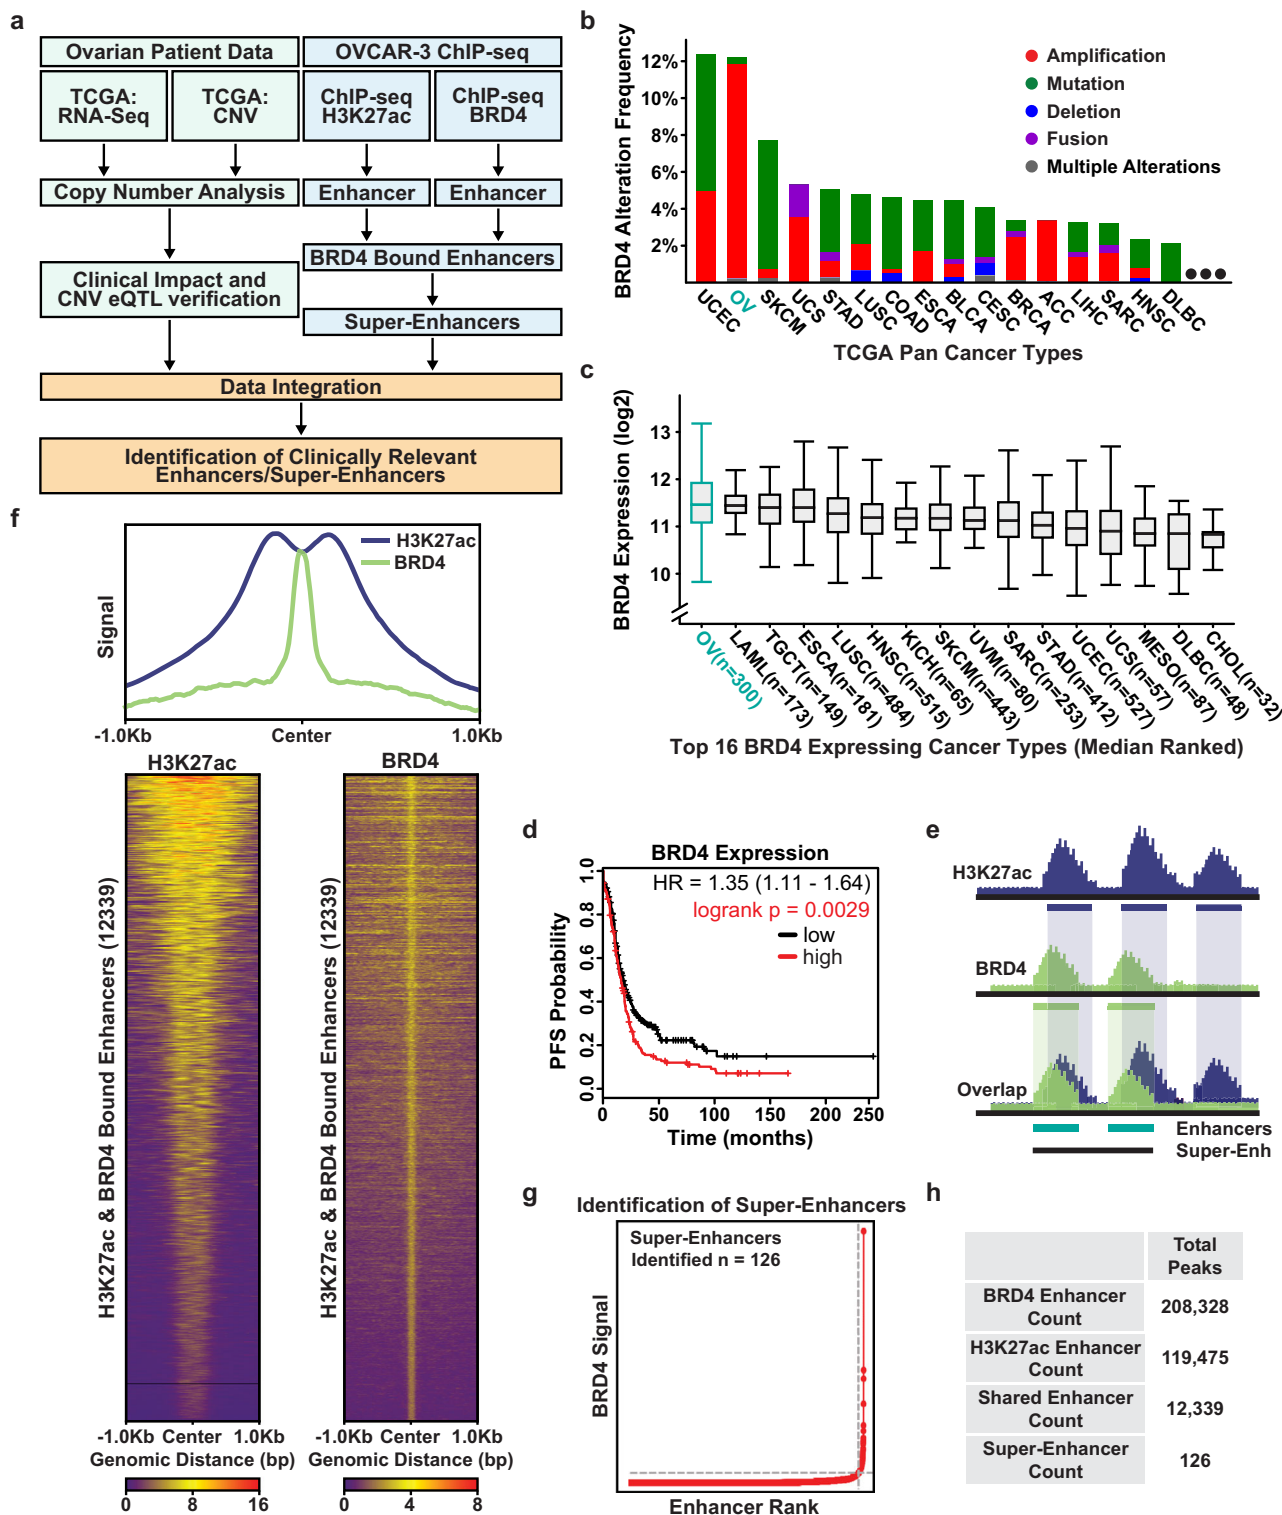 a
Ovarian Patient Data
OVCAR-3 ChIP-seq
TCGA:
RNA-Seq
TCGA:
CNV
ChIP-seq
H3K27ac
ChIP-seq
BRD4
Copy Number Analysis
Enhancer
Enhancer
BRD4 Bound Enhancers
Clinical Impact and
CNV eQTL verification
Super-Enhancers
Data Integration
Identification of Clinically Relevant
Enhancers/Super-Enhancers
b
BRD4 Alteration Frequency
12%
10%
8%
6%
4%
2%
Amplification
Mutation
Deletion
Fusion
Multiple Alterations
UCEC
OV
SKCM
UCS
STAD
LUSC
COAD
ESCA
BLCA
CESC
BRCA
ACC
LIHC
SARC
HNSC
DLBC
TCGA Pan Cancer Types
c
BRD4 Expression (log2)
13
12
11
10
OV(n=300)
LAML(n=173)
TGCT(n=149)
ESCA(n=181)
LUSC(n=484)
HNSC(n=515)
KICH(n=65)
SKCM(n=443)
UVM(n=80)
SARC(n=253)
STAD(n=412)
UCEC(n=527)
UCS(n=57)
MESO(n=87)
DLBC(n=48)
CHOL(n=32)
Top 16 BRD4 Expressing Cancer Types (Median Ranked)
d
BRD4 Expression
HR = 1.35 (1.11 - 1.64)
logrank p = 0.0029
low
high
PFS Probability
1.0
0.8
0.6
0.4
0.2
0.0
0
50
100
150
200
250
Time (months)
e
H3K27ac
BRD4
Overlap
Enhancers
Super-Enh
f
Signal
H3K27ac
BRD4
-1.0Kb
Center
1.0Kb
H3K27ac
BRD4
H3K27ac & BRD4 Bound Enhancers (12339)
H3K27ac & BRD4 Bound Enhancers (12339)
-1.0Kb Center 1.0Kb
Genomic Distance (bp)
-1.0Kb Center 1.0Kb
Genomic Distance (bp)
0 8 16
0 4 8
g
Identification of Super-Enhancers
Super-Enhancers
Identified n = 126
BRD4 Signal
Enhancer Rank
h
Total
Peaks
BRD4 Enhancer
Count
208,328
H3K27ac Enhancer
Count
119,475
Shared Enhancer
Count
12,339
Super-Enhancer
Count
126